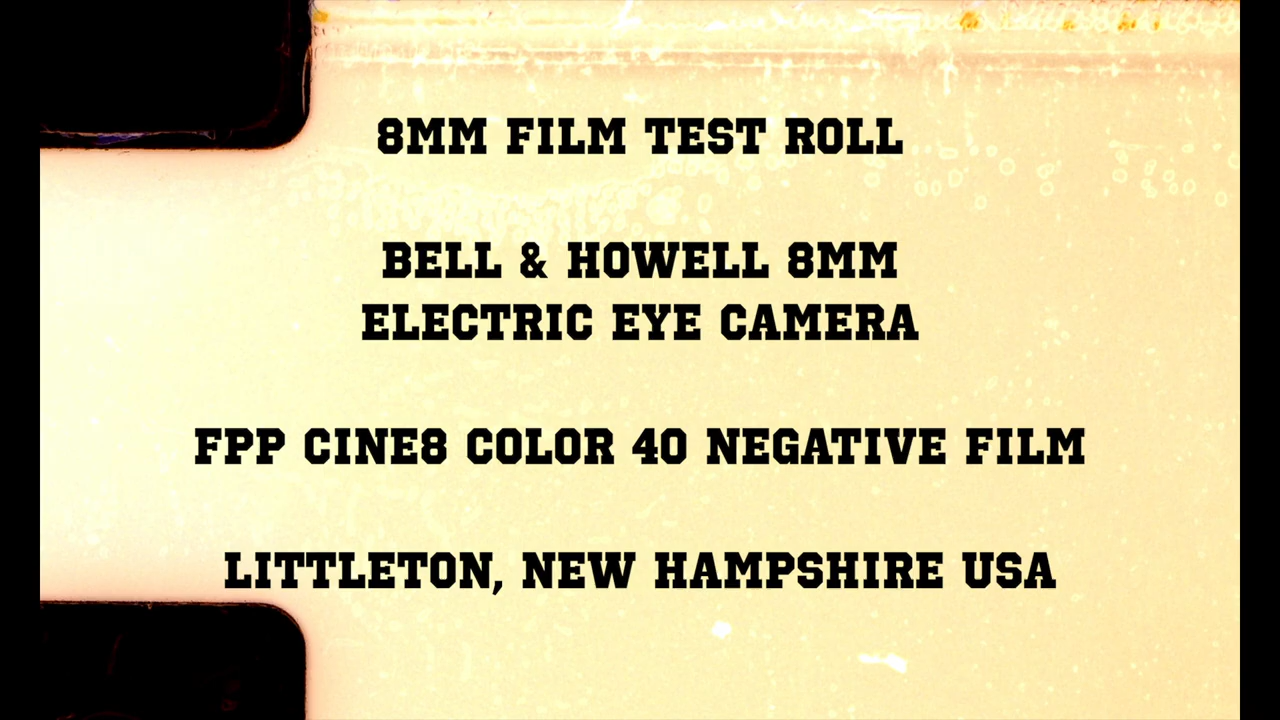 8MM FILM TEST ROLL
BELL & HOWELL 8MM
ELECTRIC EYE CAMERA
FPP CINE8 COLOR 40 NEGATIVE FILM
LITTLETON, NEW HAMPSHIRE USA